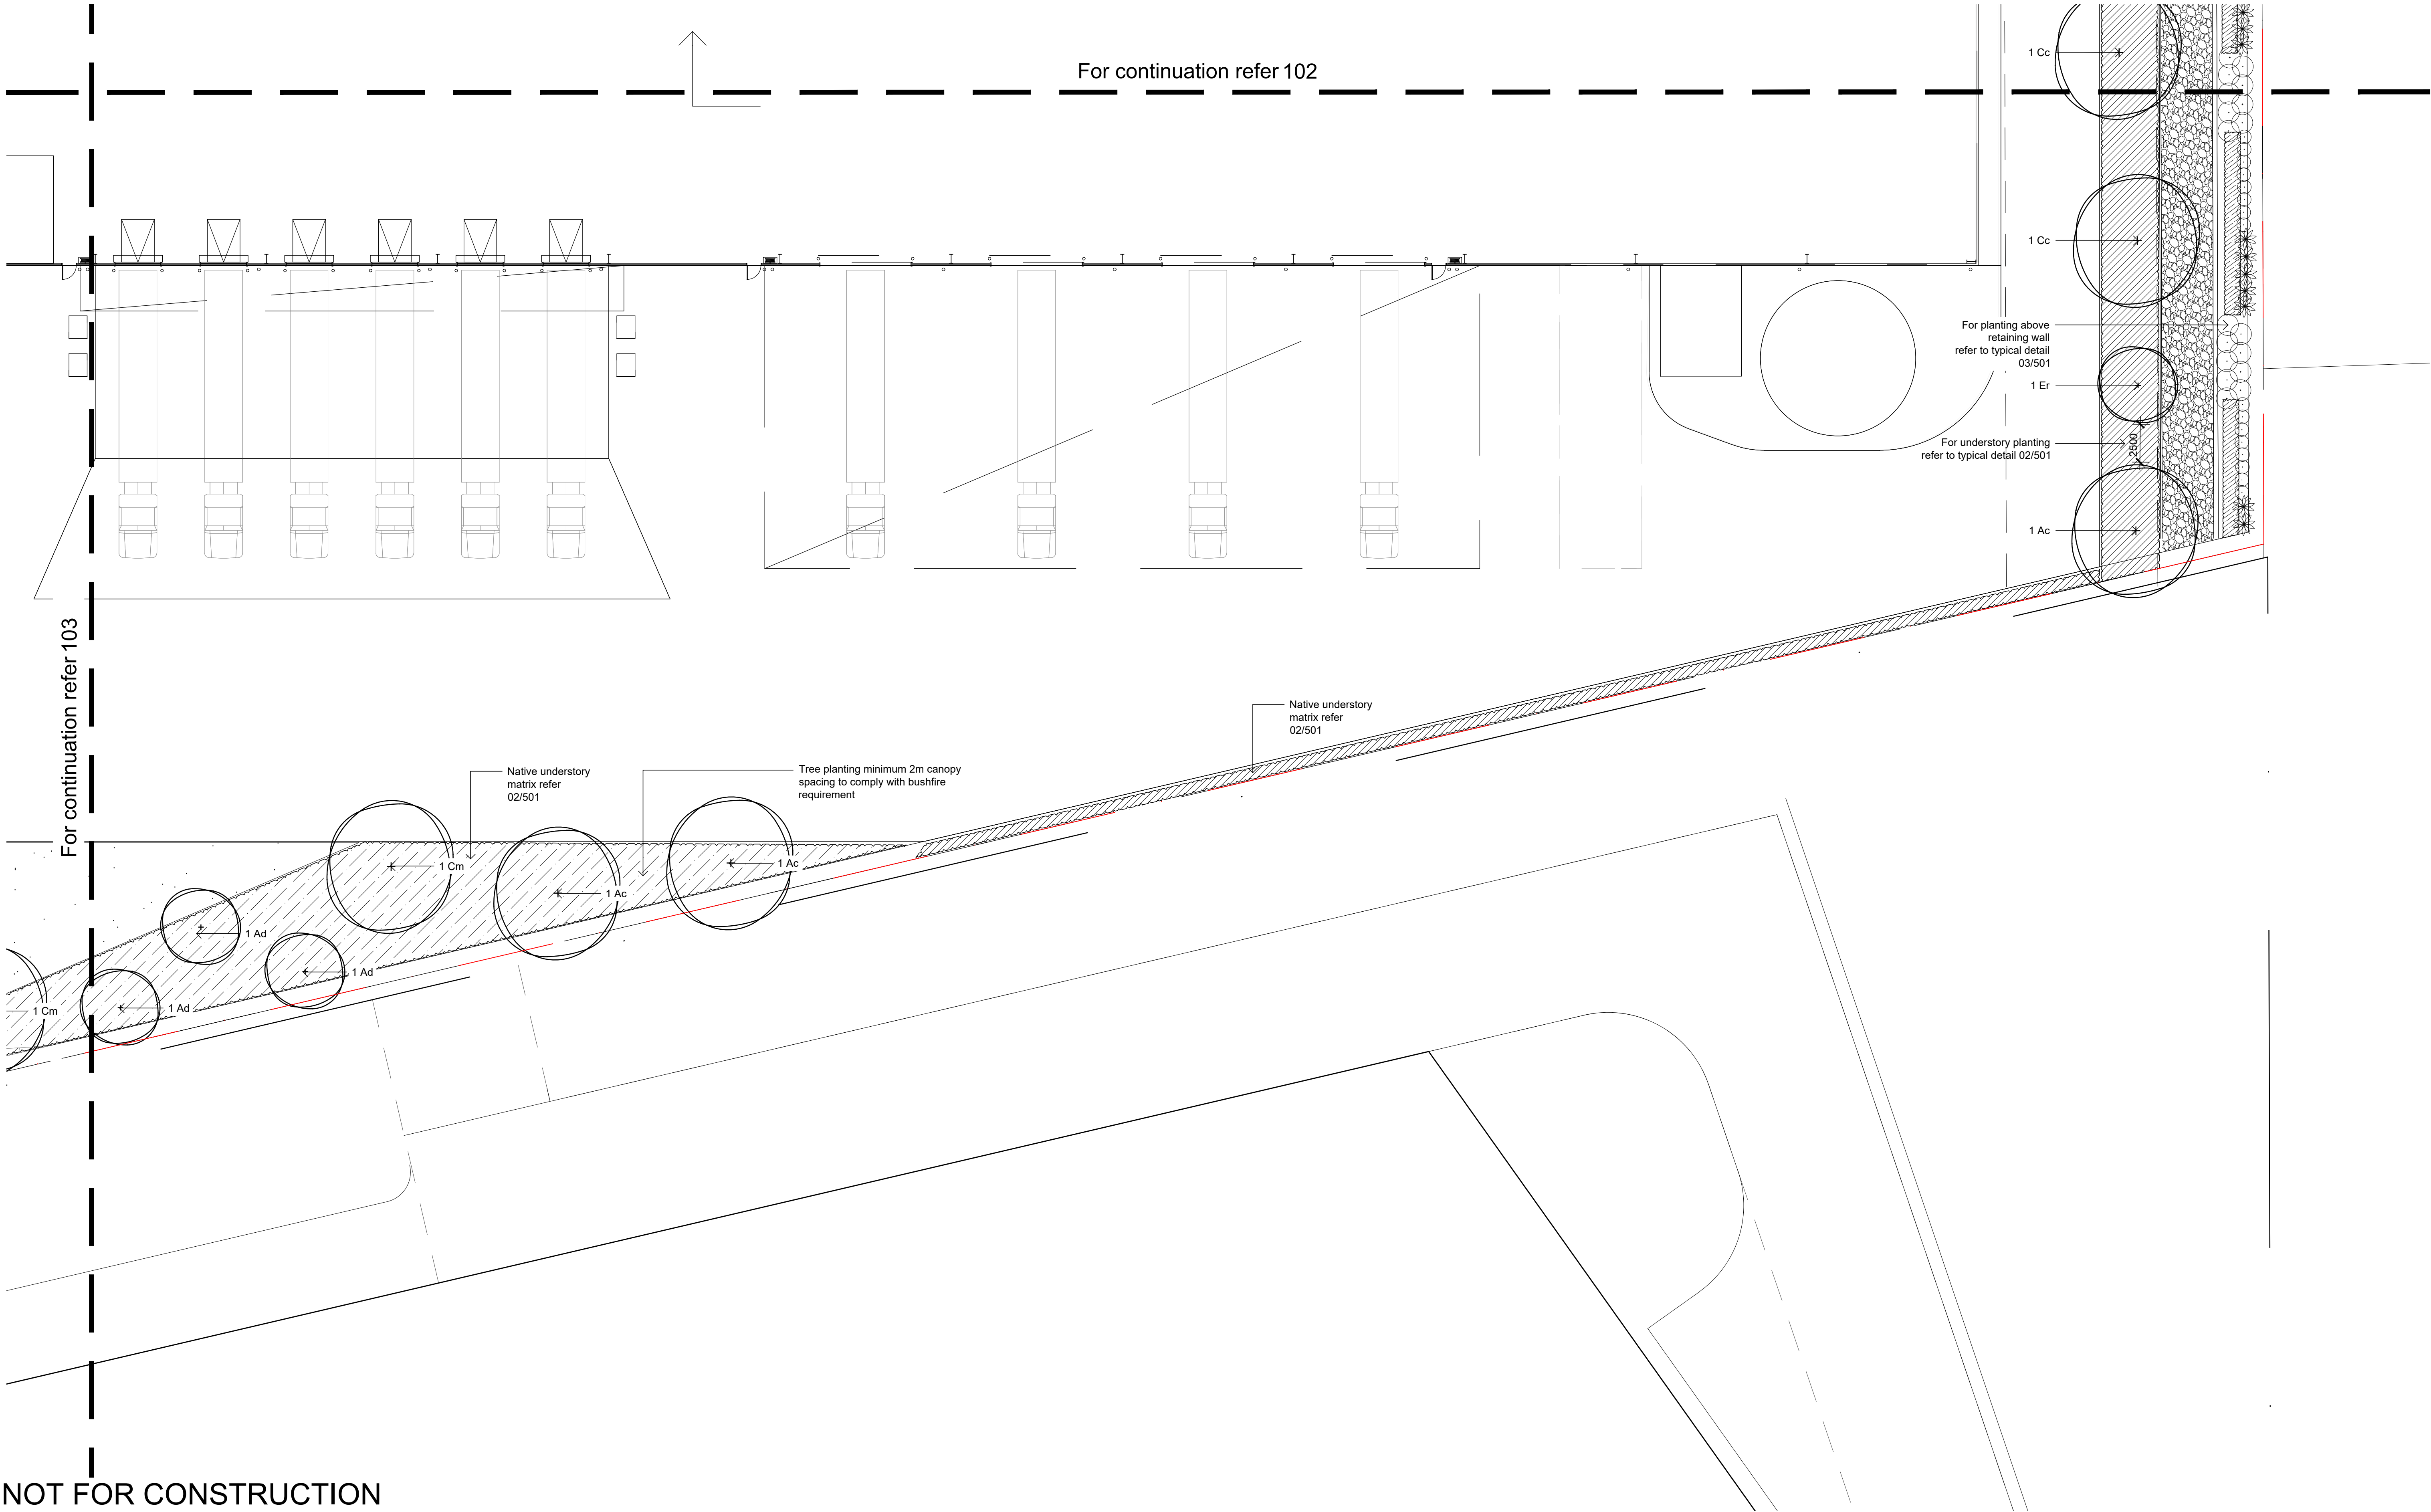 For continuation refer 102
1 Cc
1 Cc
For planting above
retaining wall
refer to typical detail
03/501
1 Er
For understory planting
refer to typical detail 02/501
2500
1 Ac
For continuation refer 103
Native understory
matrix refer
02/501
Native understory
matrix refer
02/501
Tree planting minimum 2m canopy
spacing to comply with bushfire
requirement
1 Cm
1 Ac
1 Ac
1 Ad
1 Ad
1 Ad
1 Cm
NOT FOR CONSTRUCTION